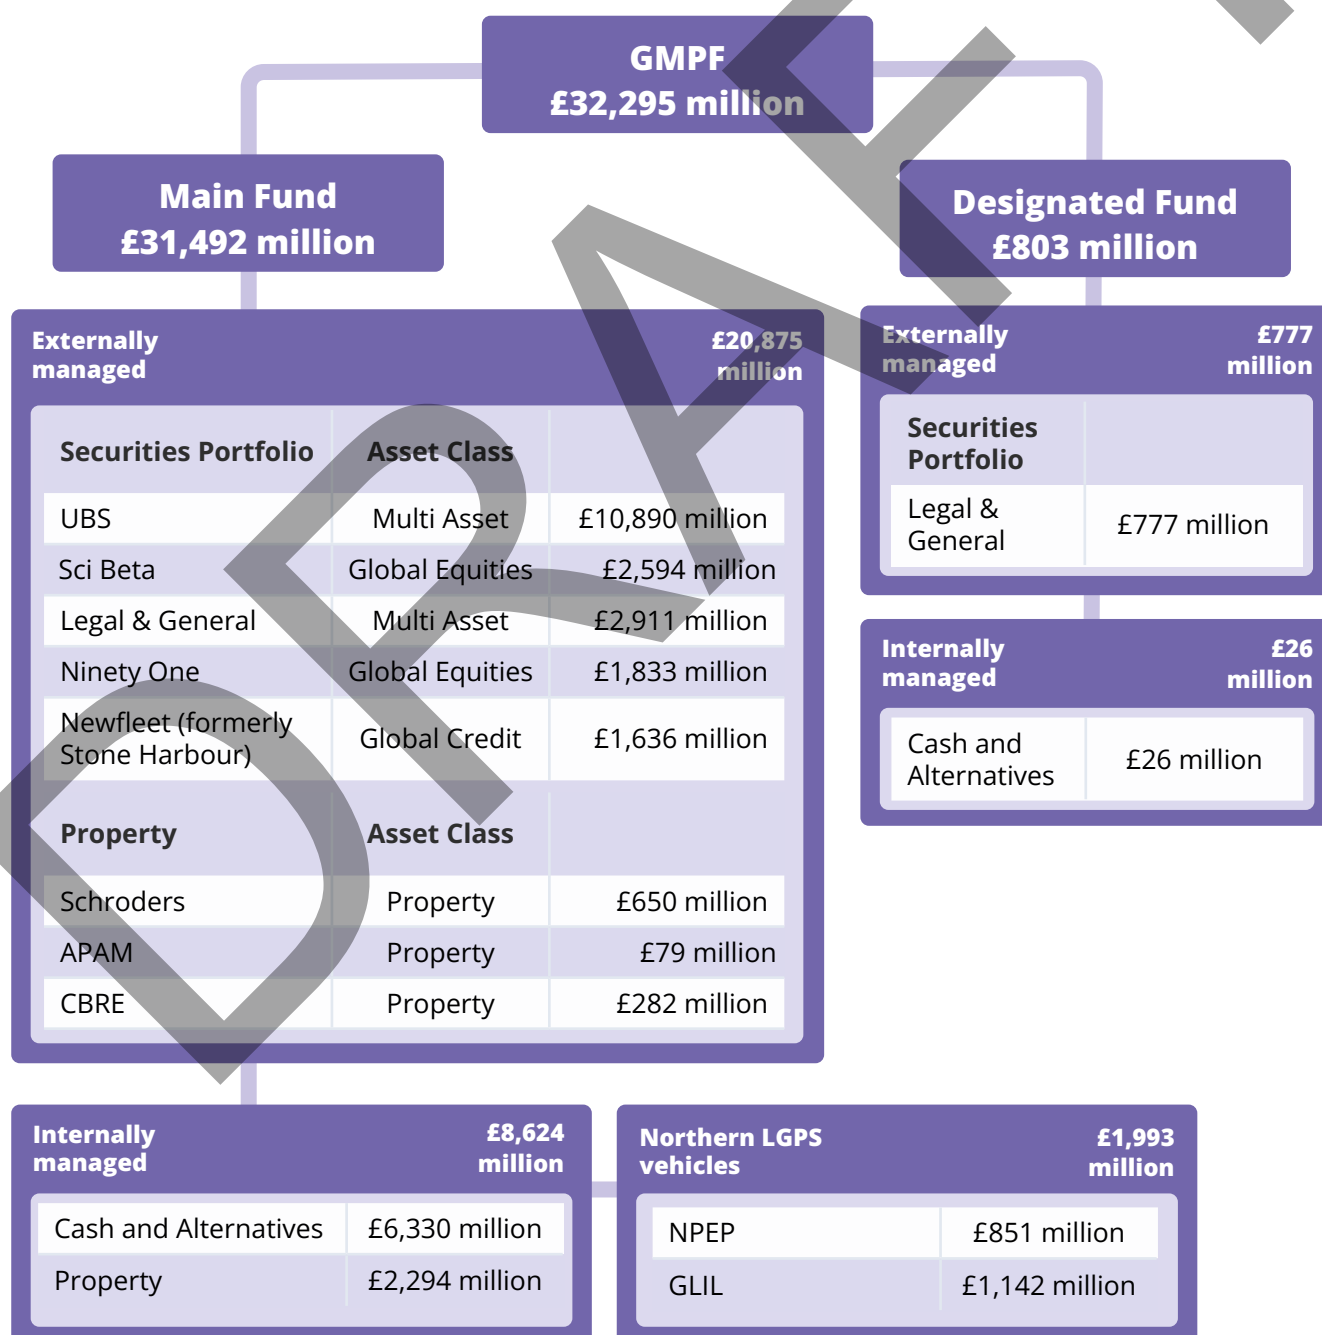 GMPF
£32,295 million
Main Fund
£31,492 million
Designated Fund
£803 million
Externally
managed
£20,875
million
Securities Portfolio Asset Class
UBS Multi Asset £10,890 million
Sci Beta Global Equities £2,594 million
Legal & General Multi Asset £2,911 million
Ninety One Global Equities £1,833 million
Newfleet (formerly
Stone Harbour) Global Credit £1,636 million
Property Asset Class
Schroders Property £650 million
APAM Property £79 million
CBRE Property £282 million
Externally
managed
£777
million
Securities
Portfolio
Legal &
General
£777 million
Internally
managed
£26
million
Cash and
Alternatives
£26 million
Internally
managed
£8,624
million
Cash and Alternatives £6,330 million
Property £2,294 million
Northern LGPS
vehicles
£1,993
million
NPEP £851 million
GLIL £1,142 million
DRAFT